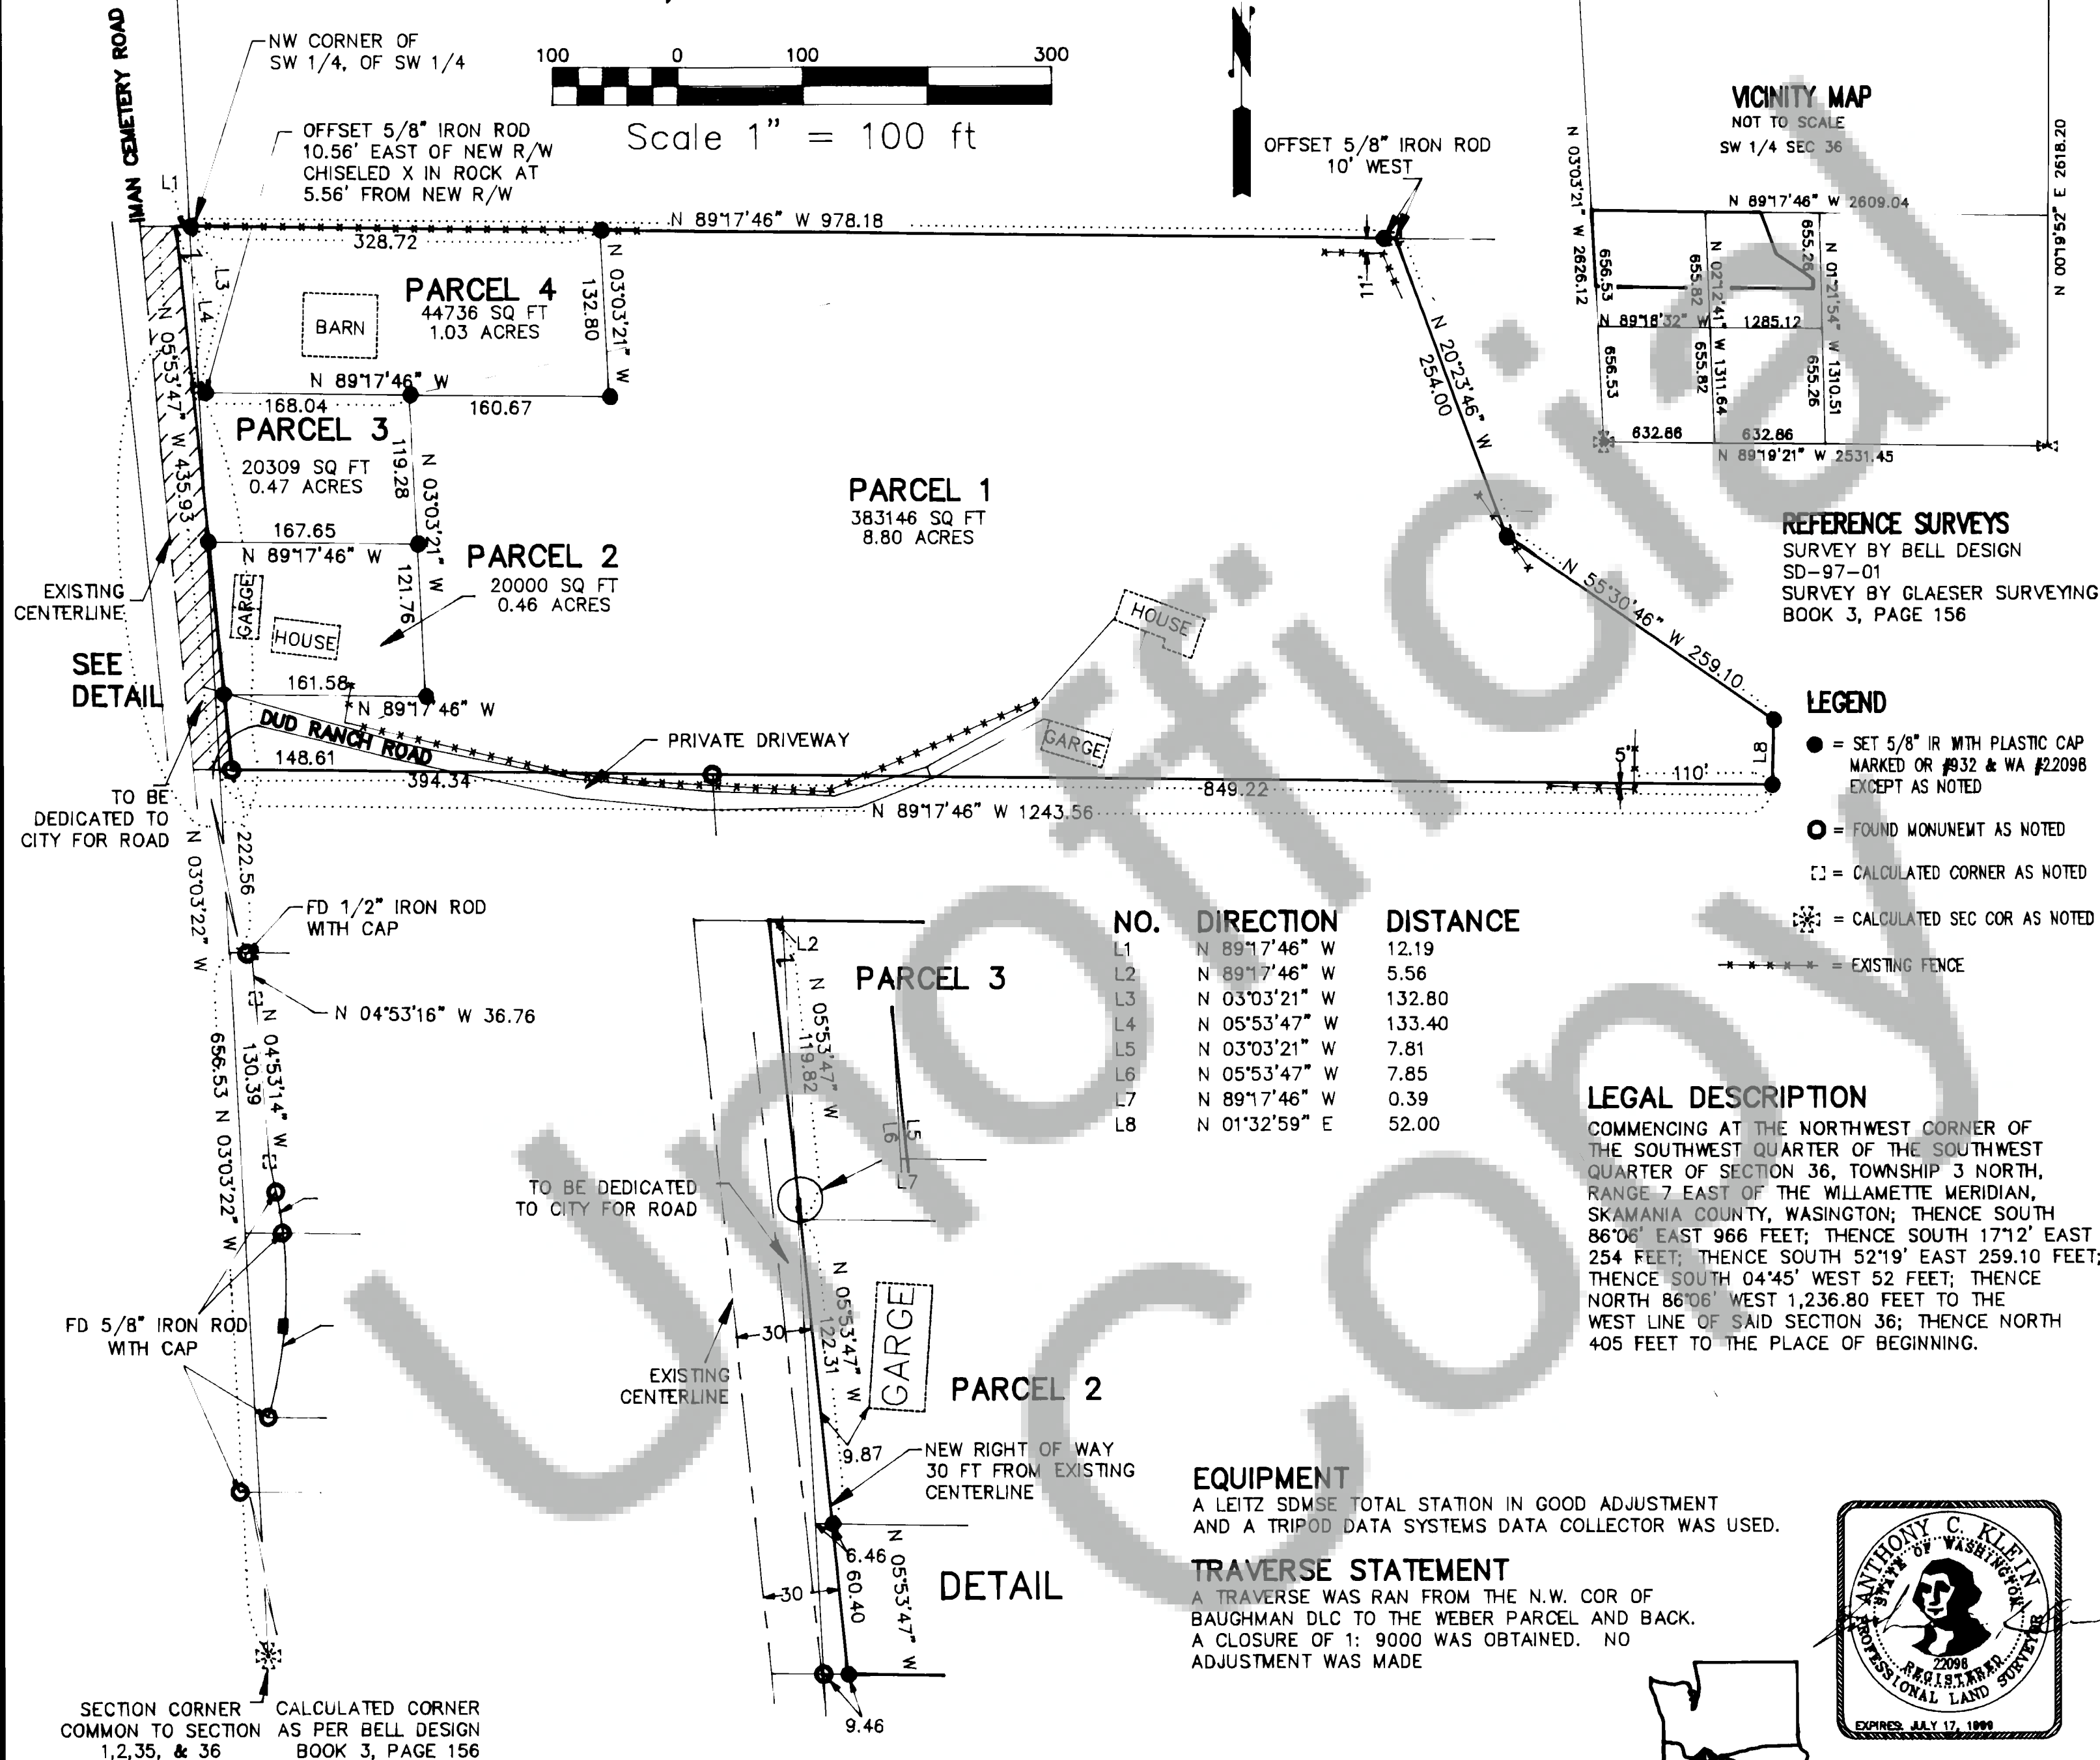 IMAN CEMETERY ROAD
NW CORNER OF
SW 1/4, OF SW 1/4
100 0 100 300
Scale 1" = 100 ft
N
OFFSET 5/8" IRON ROD
10.56' EAST OF NEW R/W
CHISELED X IN ROCK AT
5.56' FROM NEW R/W
OFFSET 5/8" IRON ROD
10' WEST
VICINITY MAP
NOT TO SCALE
SW 1/4 SEC 36
N 03°03'21" W 2626.12
N 89°17'46" W 2609.04
N 00°19'52" E 2618.20
656.53
655.82
N 02°12'41" W 1311.64
655.26
N 01°21'54" W 1310.51
N 89°18'32" W 1285.12
656.53
655.82
655.26
632.86 632.86
N 89°19'21" W 2531.45
L1
N 89°17'46" W 978.18
328.72
L3
L4
PARCEL 4
44736 SQ FT
1.03 ACRES
BARN
132.80
N 03°03'21" W
11'
N 20°23'46" W
254.00
N 05°53'47" W 435.93
N 89°17'46" W
168.04 160.67
PARCEL 3
20309 SQ FT
0.47 ACRES
119.28
N 03°03'21" W
167.65
N 89°17'46" W
PARCEL 1
383146 SQ FT
8.80 ACRES
PARCEL 2
20000 SQ FT
0.46 ACRES
121.76
EXISTING
CENTERLINE
GARGE
HOUSE
HOUSE
N 55°30'46" W 259.10
SEE
DETAIL
161.58
N 89°17'46" W
DUD RANCH ROAD
PRIVATE DRIVEWAY
GARGE
148.61
394.34
849.22
5'
110'
L8
N 89°17'46" W 1243.56
TO BE
DEDICATED TO
CITY FOR ROAD
REFERENCE SURVEYS
SURVEY BY BELL DESIGN
SD-97-01
SURVEY BY GLAESER SURVEYING
BOOK 3, PAGE 156
LEGEND
= SET 5/8" IR WITH PLASTIC CAP
MARKED OR #932 & WA #22098
EXCEPT AS NOTED
= FOUND MONUNEMT AS NOTED
= CALCULATED CORNER AS NOTED
= CALCULATED SEC COR AS NOTED
= EXISTING FENCE
N 03°03'22" W
222.56
FD 1/2" IRON ROD
WITH CAP
N 04°53'16" W 36.76
N 04°53'14" W
130.39
656.53 N 03°03'22" W
FD 5/8" IRON ROD
WITH CAP
SECTION CORNER
COMMON TO SECTION
1,2,35, & 36
CALCULATED CORNER
AS PER BELL DESIGN
BOOK 3, PAGE 156
L2
PARCEL 3
N 05°53'47" W
119.82
L6
L5
L7
TO BE DEDICATED
TO CITY FOR ROAD
30
N 05°53'47" W
122.31
GARGE
EXISTING
CENTERLINE
PARCEL 2
9.87
NEW RIGHT OF WAY
30 FT FROM EXISTING
CENTERLINE
6.46
30
60.40
N 05°53'47" W
DETAIL
9.46
NO. DIRECTION DISTANCE
L1 N 89°17'46" W 12.19
L2 N 89°17'46" W 5.56
L3 N 03°03'21" W 132.80
L4 N 05°53'47" W 133.40
L5 N 03°03'21" W 7.81
L6 N 05°53'47" W 7.85
L7 N 89°17'46" W 0.39
L8 N 01°32'59" E 52.00
LEGAL DESCRIPTION
COMMENCING AT THE NORTHWEST CORNER OF
THE SOUTHWEST QUARTER OF THE SOUTHWEST
QUARTER OF SECTION 36, TOWNSHIP 3 NORTH,
RANGE 7 EAST OF THE WILLAMETTE MERIDIAN,
SKAMANIA COUNTY, WASINGTON; THENCE SOUTH
86°06' EAST 966 FEET; THENCE SOUTH 17°12' EAST
254 FEET; THENCE SOUTH 52°19' EAST 259.10 FEET;
THENCE SOUTH 04°45' WEST 52 FEET; THENCE
NORTH 86°06' WEST 1,236.80 FEET TO THE
WEST LINE OF SAID SECTION 36; THENCE NORTH
405 FEET TO THE PLACE OF BEGINNING.
EQUIPMENT
A LEITZ SDM5E TOTAL STATION IN GOOD ADJUSTMENT
AND A TRIPOD DATA SYSTEMS DATA COLLECTOR WAS USED.
TRAVERSE STATEMENT
A TRAVERSE WAS RAN FROM THE N.W. COR OF
BAUGHMAN DLC TO THE WEBER PARCEL AND BACK.
A CLOSURE OF 1: 9000 WAS OBTAINED. NO
ADJUSTMENT WAS MADE
ANTHONY C. KLEIN
STATE OF WASHINGTON
22098
REGISTERED
PROFESSIONAL LAND SURVEYOR
EXPIRES: JULY 17, 1999
Unofficial
Copy